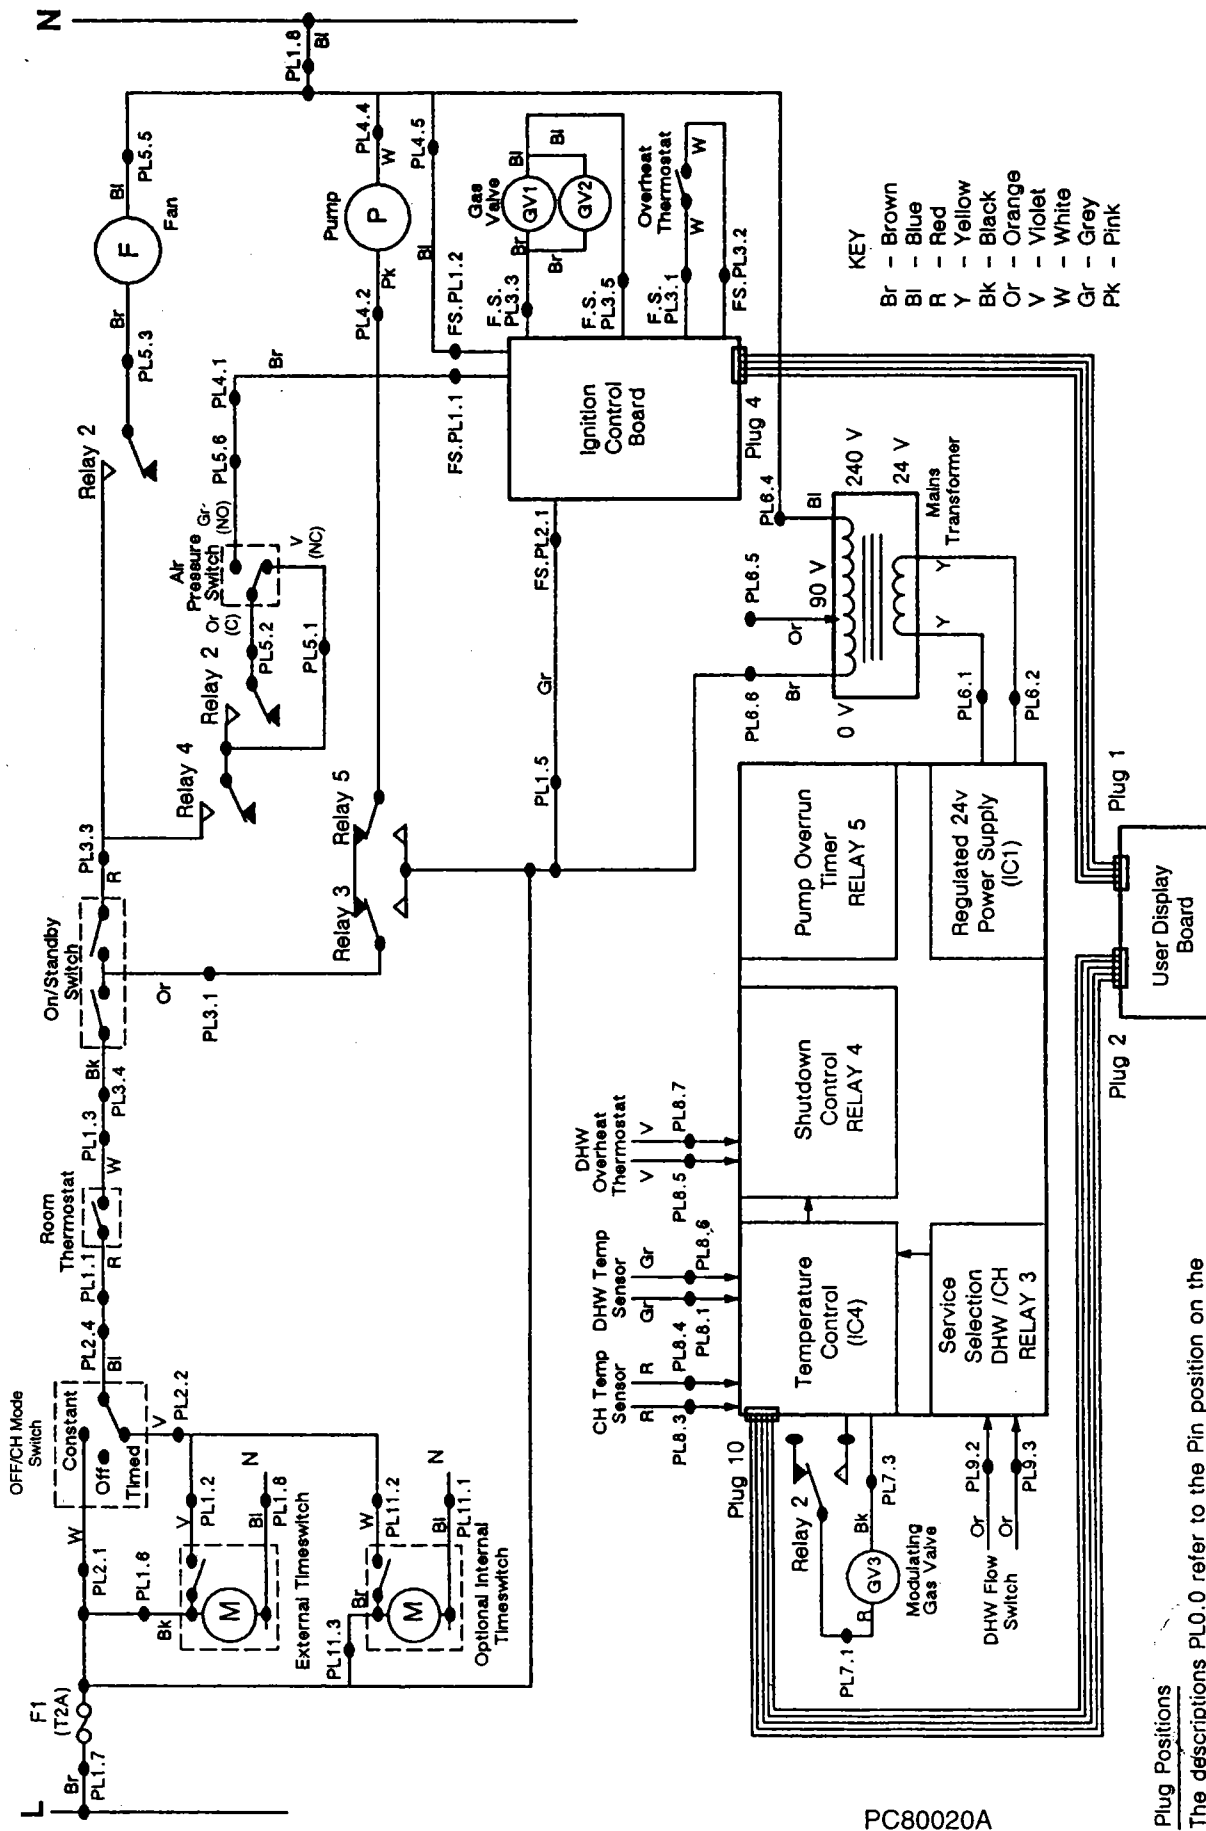 L
N
Br
PL1.7
F1
(T2A)
PL2.1
W
OFF/CH Mode
Switch
Constant
Off
Timed
V
PL2.2
Bl
PL2.4
PL1.1
R
Room
Thermostat
W
PL1.3
PL3.4
Bk
On/Standby
Switch
R
PL3.3
Or
PL3.1
PL1.6
Bk
V
PL1.2
Bl
PL1.8
N
M
External Timeswitch
PL11.3
Br
W
PL11.2
Bl
PL11.1
N
M
Optional Internal
Timeswitch
Relay 4
Relay 2
Or
(C)
PL5.2
PL5.1
Air
Pressure
Switch
Gr
(NO)
V
(NC)
PL5.6
PL4.1
Br
Relay 2
PL5.3
Br
F
Fan
Bl
PL5.5
PL1.8
Bl
Relay 3
Relay 5
PL4.2
Pk
P
Pump
W
PL4.4
PL4.5
Bl
FS.PL1.1
FS.PL1.2
PL1.5
Gr
FS.PL2.1
Ignition
Control
Board
Plug 4
F.S.
PL3.3
F.S.
PL3.5
Br
Br
GV1
GV2
Gas
Valve
Bl
Bl
F.S.
PL3.1
FS.PL3.2
W
W
Overheat
Thermostat
PL6.6
Br
PL6.5
Or
PL6.4
Bl
0 V
90 V
240 V
24 V
Mains
Transformer
Y
Y
PL6.1
PL6.2
KEY
Br - Brown
Bl - Blue
R - Red
Y - Yellow
Bk - Black
Or - Orange
V - Violet
W - White
Gr - Grey
Pk - Pink
CH Temp
Sensor
R
R
PL8.3
PL8.4
DHW Temp
Sensor
Gr
Gr
PL8.1
PL8.6
DHW
Overheat
Thermostat
V
V
PL8.5
PL8.7
Plug 10
Temperature
Control
(IC4)
Shutdown
Control
RELAY 4
Pump Overrun
Timer
RELAY 5
Service
Selection
DHW /CH
RELAY 3
Regulated 24v
Power Supply
(IC1)
Relay 2
PL7.1
R
GV3
Bk
PL7.3
Modulating
Gas Valve
DHW Flow
Switch
Or
Or
PL9.2
PL9.3
Plug 2
Plug 1
User Display
Board
Plug Positions
The descriptions PL0.0 refer to the Pin position on the
PC80020A